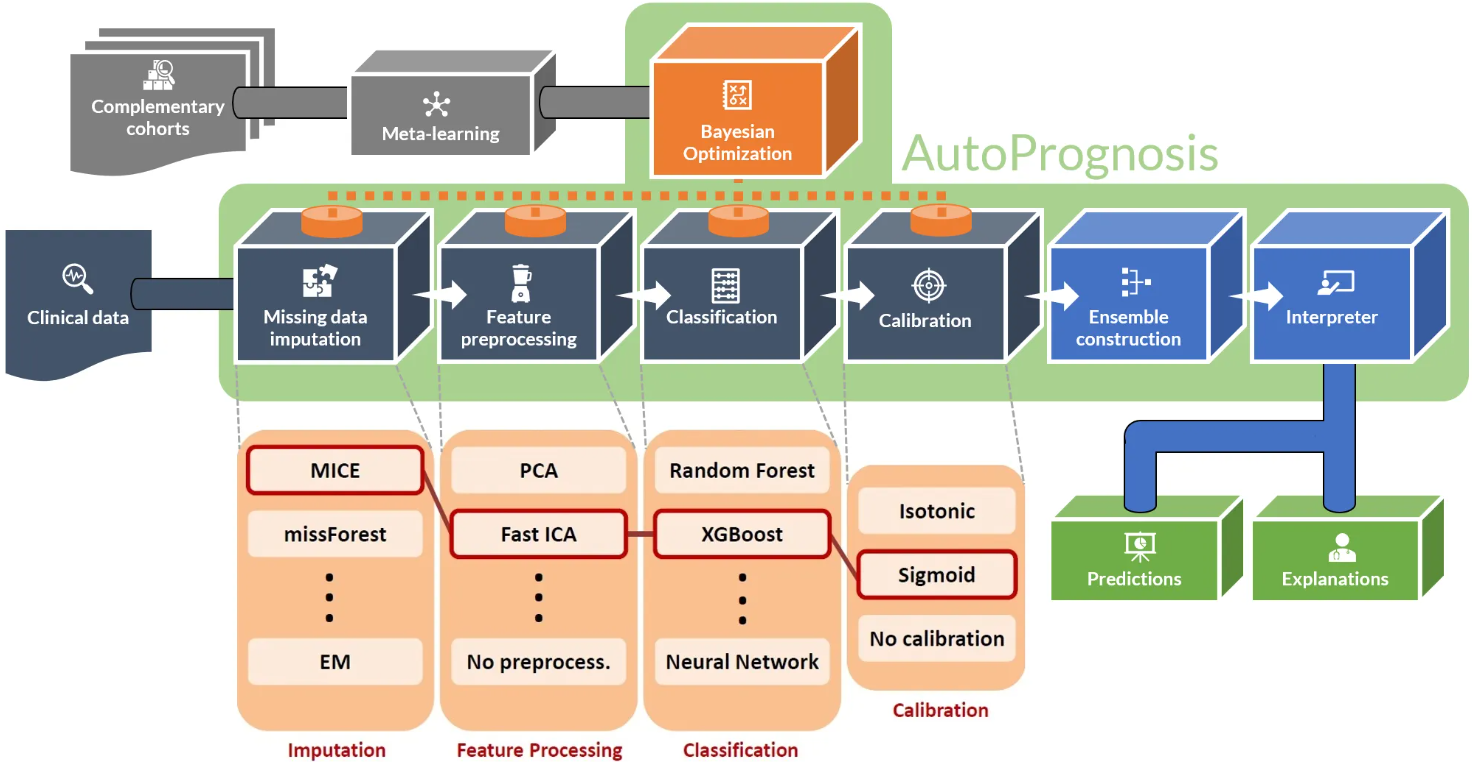 Complementary
cohorts
Meta-learning
Bayesian
Optimization
AutoPrognosis
Clinical data
Missing data
imputation
Feature
preprocessing
Classification
Calibration
Ensemble
construction
Interpreter
MICE
missForest
EM
Imputation
PCA
Fast ICA
No preprocess.
Feature Processing
Random Forest
XGBoost
Neural Network
Classification
Isotonic
Sigmoid
No calibration
Calibration
Predictions
Explanations